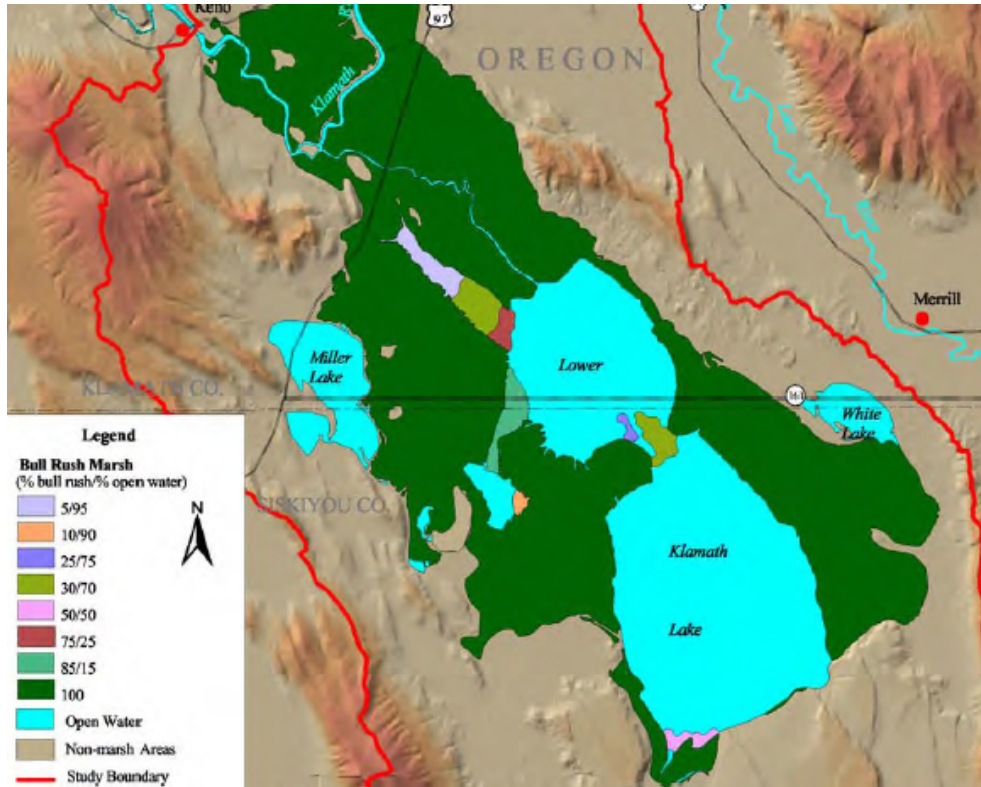 Keno
97
OREGON
Klamath
Lost
River
Merrill
Miller
Lake
Lower
KLAMATH CO.
161
White
Lake
SISKIYOU CO.
Klamath
Lake
Legend
Bull Rush Marsh
(% bull rush/% open water)
5/95
10/90
25/75
30/70
50/50
75/25
85/15
100
Open Water
Non-marsh Areas
Study Boundary
N